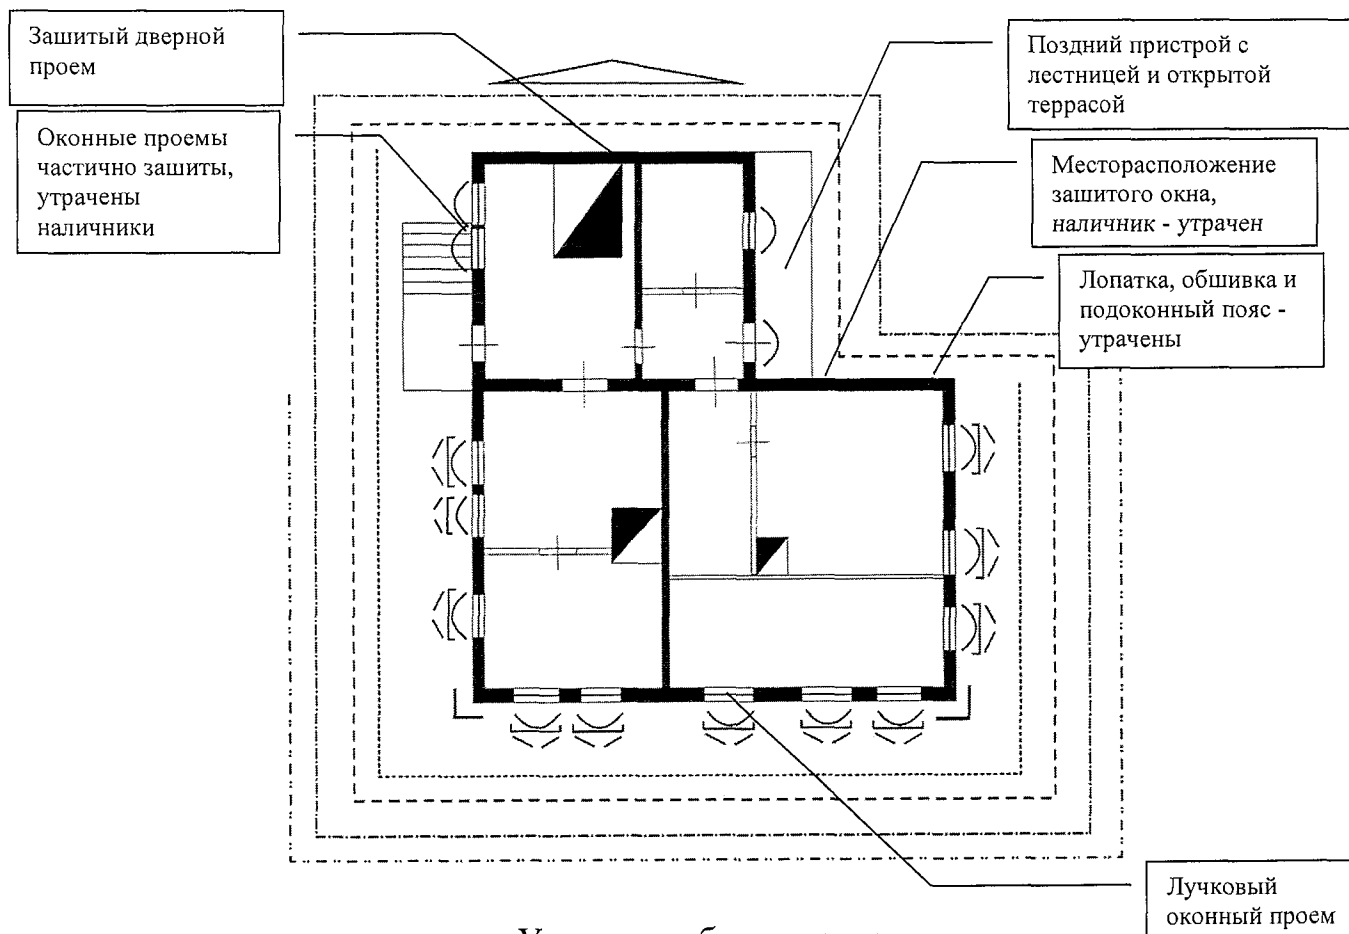 Зашитый дверной
проем
Оконные проемы
частично зашиты,
утрачены
наличники
Поздний пристрой с
лестницей и открытой
террасой
Месторасположение
зашитого окна,
наличник - утрачен
Лопатка, обшивка и
подоконный пояс -
утрачены
Лучковый
оконный проем